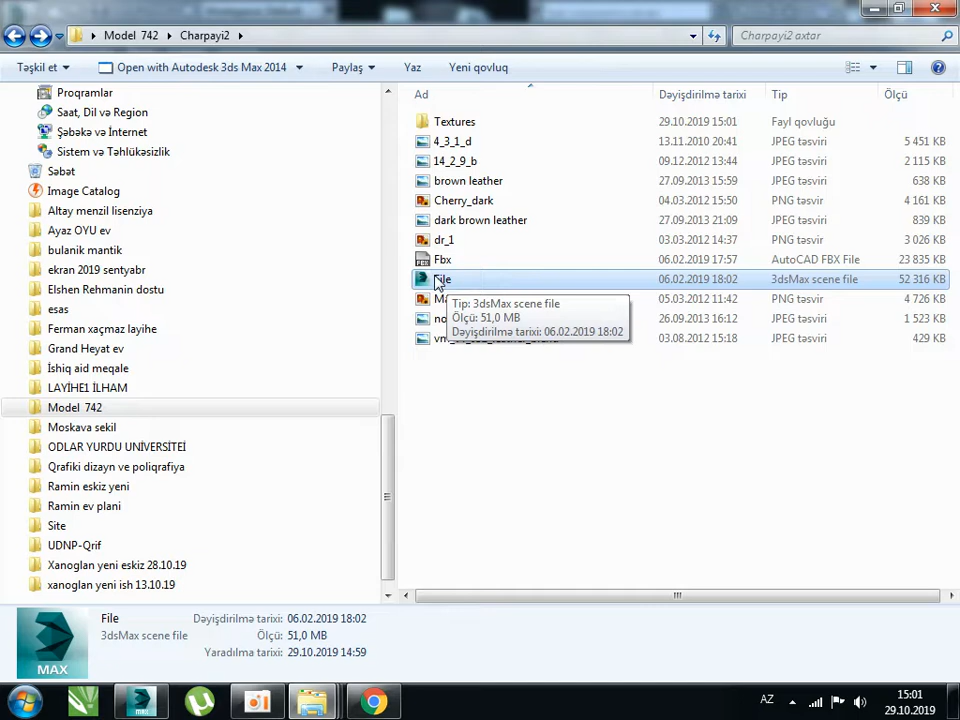 Model 742
Charpayi2
Charpayi2 axtar
Təşkil et
Open with Autodesk 3ds Max 2014
Paylaş
Yaz
Yeni qovluq
Proqramlar
Saat, Dil və Region
Şəbəkə və İnternet
Sistem və Təhlükəsizlik
Səbət
Image Catalog
Altay menzil lisenziya
Ayaz OYU ev
bulanik mantik
ekran 2019 sentyabr
Elshen Rehmanin dostu
esas
Ferman xaçmaz layihe
Grand Heyat ev
İshiq aid meqale
LAYİHE1 İLHAM
Model 742
Moskava sekil
ODLAR YURDU UNİVERSİTEİ
Qrafiki dizayn ve poliqrafiya
Ramin eskiz yeni
Ramin ev plani
Site
UDNP-Qrif
Xanoglan yeni eskiz 28.10.19
xanoglan yeni ish 13.10.19
Ad Dəyişdirilmə tarixi Tip Ölçü
Textures 29.10.2019 15:01 Fayl qovluğu
4_3_1_d 13.11.2010 20:41 JPEG təsviri 5 451 KB
14_2_9_b 09.12.2012 13:44 JPEG təsviri 2 115 KB
brown leather 27.09.2013 15:59 JPEG təsviri 638 KB
Cherry_dark 04.03.2012 15:50 PNG təsvir 4 161 KB
dark brown leather 27.09.2013 21:09 JPEG təsviri 839 KB
dr_1 03.03.2012 14:37 PNG təsvir 3 026 KB
Fbx 06.02.2019 17:57 AutoCAD FBX File 23 835 KB
File 06.02.2019 18:02 3dsMax scene file 52 316 KB
05.03.2012 11:42 PNG təsvir 4 726 KB
26.09.2013 16:12 JPEG təsviri 1 523 KB
03.08.2012 15:18 JPEG təsviri 429 KB
Tip: 3dsMax scene file
Ölçü: 51,0 MB
Dəyişdirilmə tarixi: 06.02.2019 18:02
MAX
File Dəyişdirilmə tarixi: 06.02.2019 18:02
3dsMax scene file Ölçü: 51,0 MB
Yaradılma tarixi: 29.10.2019 14:59
AZ
15:01
29.10.2019